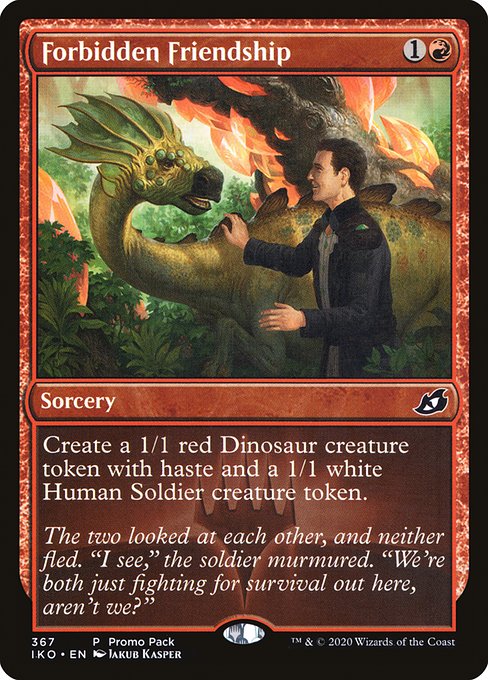 Forbidden Friendship 1
Sorcery
Create a 1/1 red Dinosaur creature
token with haste and a 1/1 white
Human Soldier creature token.
The two looked at each other, and neither
fled. “I see,” the soldier murmured. “We’re
both just fighting for survival out here,
aren’t we?”
367 P Promo Pack
IKO • EN Jakub Kasper ™ & © 2020 Wizards of the Coast